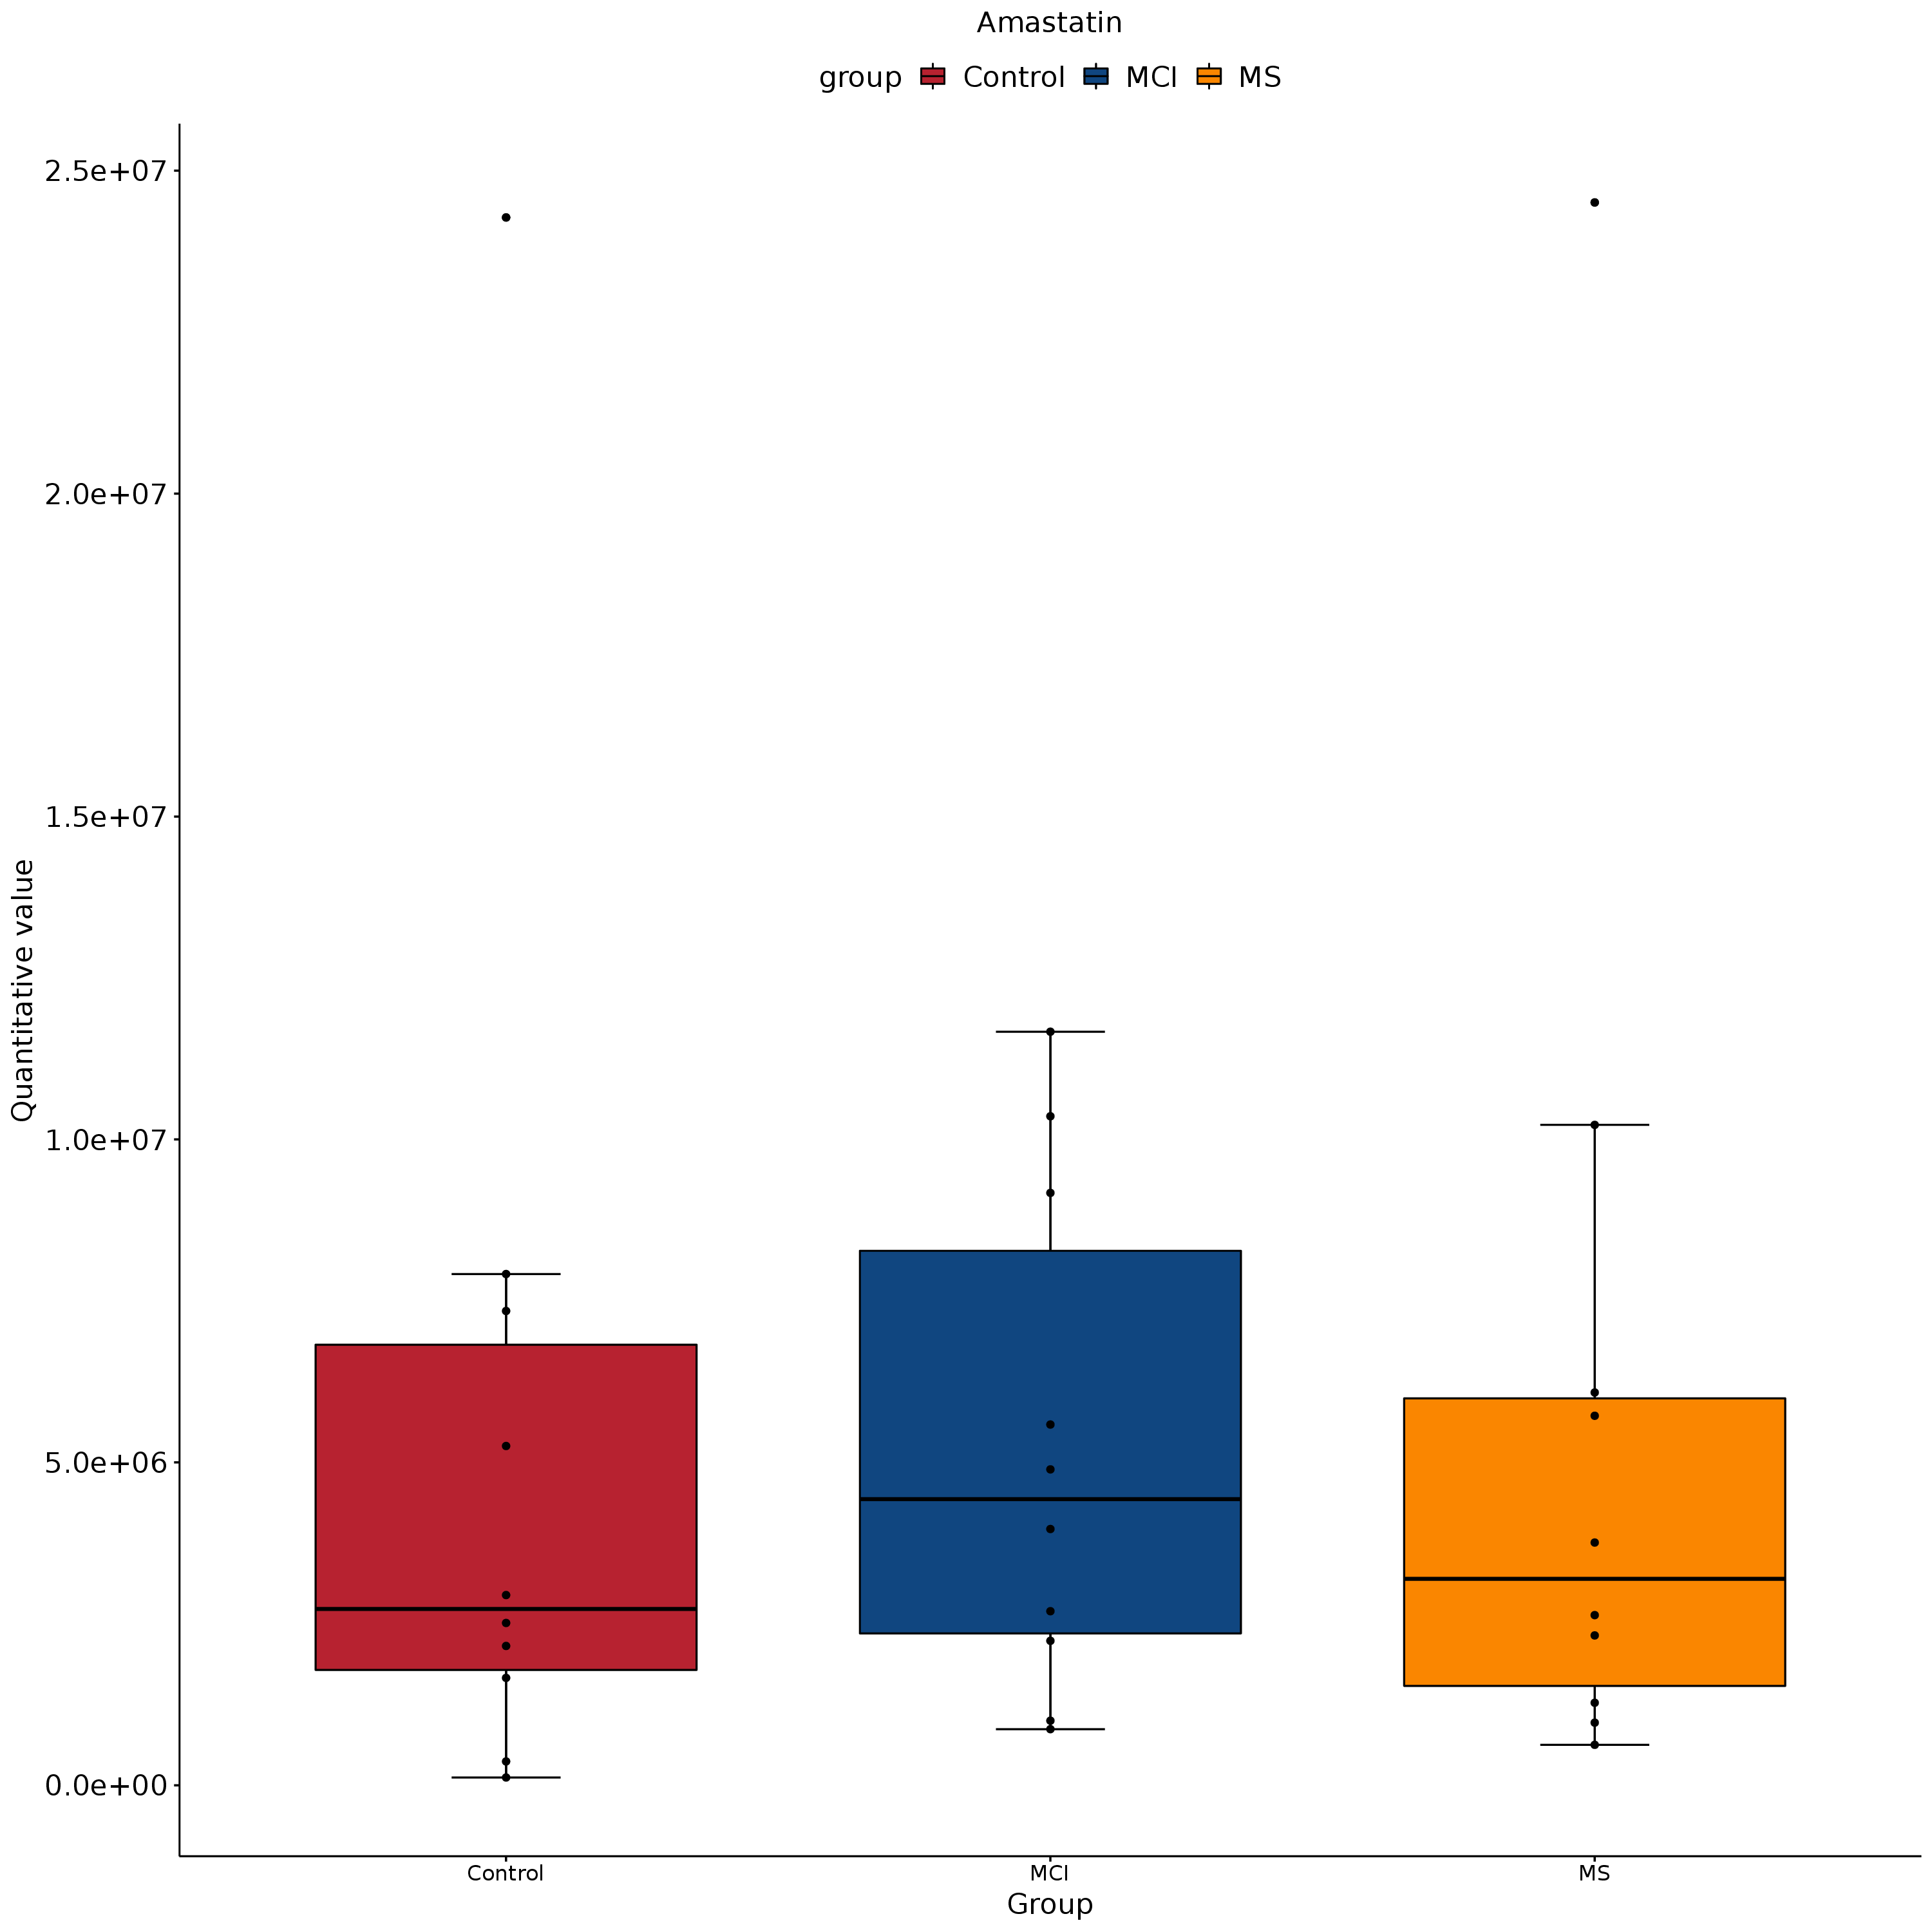 Amastatin
group Control MCI MS
2.5e+07
2.0e+07
1.5e+07
1.0e+07
5.0e+06
0.0e+00
Quantitative value
Control MCI MS
Group